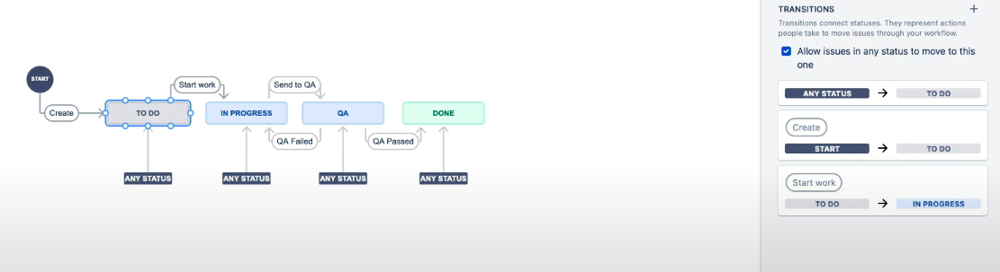 START
Create
TO DO
Start work
IN PROGRESS
Send to QA
QA Failed
QA
QA Passed
DONE
ANY STATUS
ANY STATUS
ANY STATUS
ANY STATUS
TRANSITIONS
Transitions connect statuses. They represent actions
people take to move issues through your workflow.
Allow issues in any status to move to this
one
ANY STATUS → TO DO
Create
START → TO DO
Start work
TO DO → IN PROGRESS